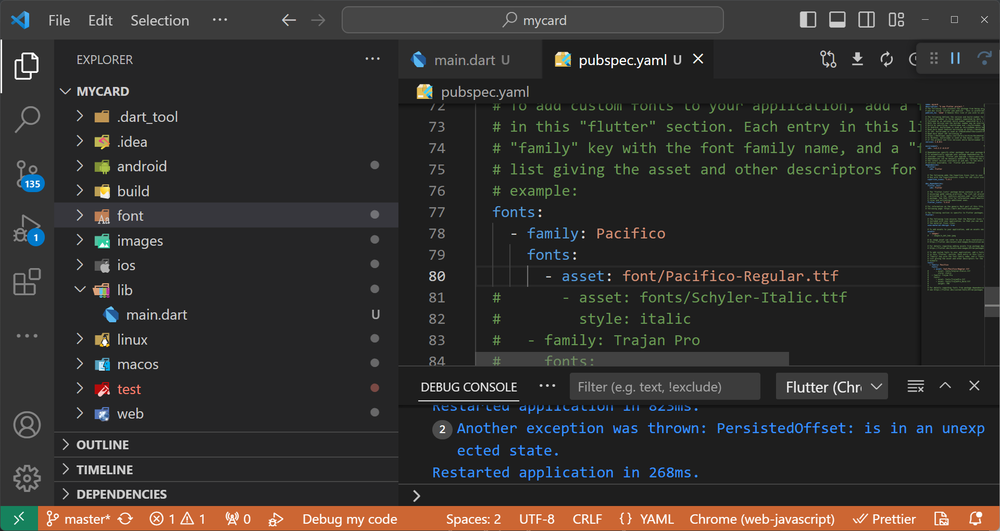 File Edit Selection ···
mycard
EXPLORER ···
MYCARD
.dart_tool
.idea
android
build
font
images
ios
lib
main.dart U
linux
macos
test
web
OUTLINE
TIMELINE
DEPENDENCIES
135
1
main.dart U
pubspec.yaml U
pubspec.yaml
72 # To add custom fonts to your application, add a f
73 # in this "flutter" section. Each entry in this li
74 # "family" key with the font family name, and a "f
75 # list giving the asset and other descriptors for
76 # example:
77 fonts:
78 - family: Pacifico
79 fonts:
80 - asset: font/Pacifico-Regular.ttf
81 # - asset: fonts/Schyler-Italic.ttf
82 # style: italic
83 # - family: Trajan Pro
84 # fonts:
DEBUG CONSOLE ··· Filter (e.g. text, !exclude) Flutter (Chr
Restarted application in 823ms.
2 Another exception was thrown: PersistedOffset: is in an unexp
ected state.
Restarted application in 268ms.
master* 1 1 0 Debug my code Spaces: 2 UTF-8 CRLF {} YAML Chrome (web-javascript) Prettier